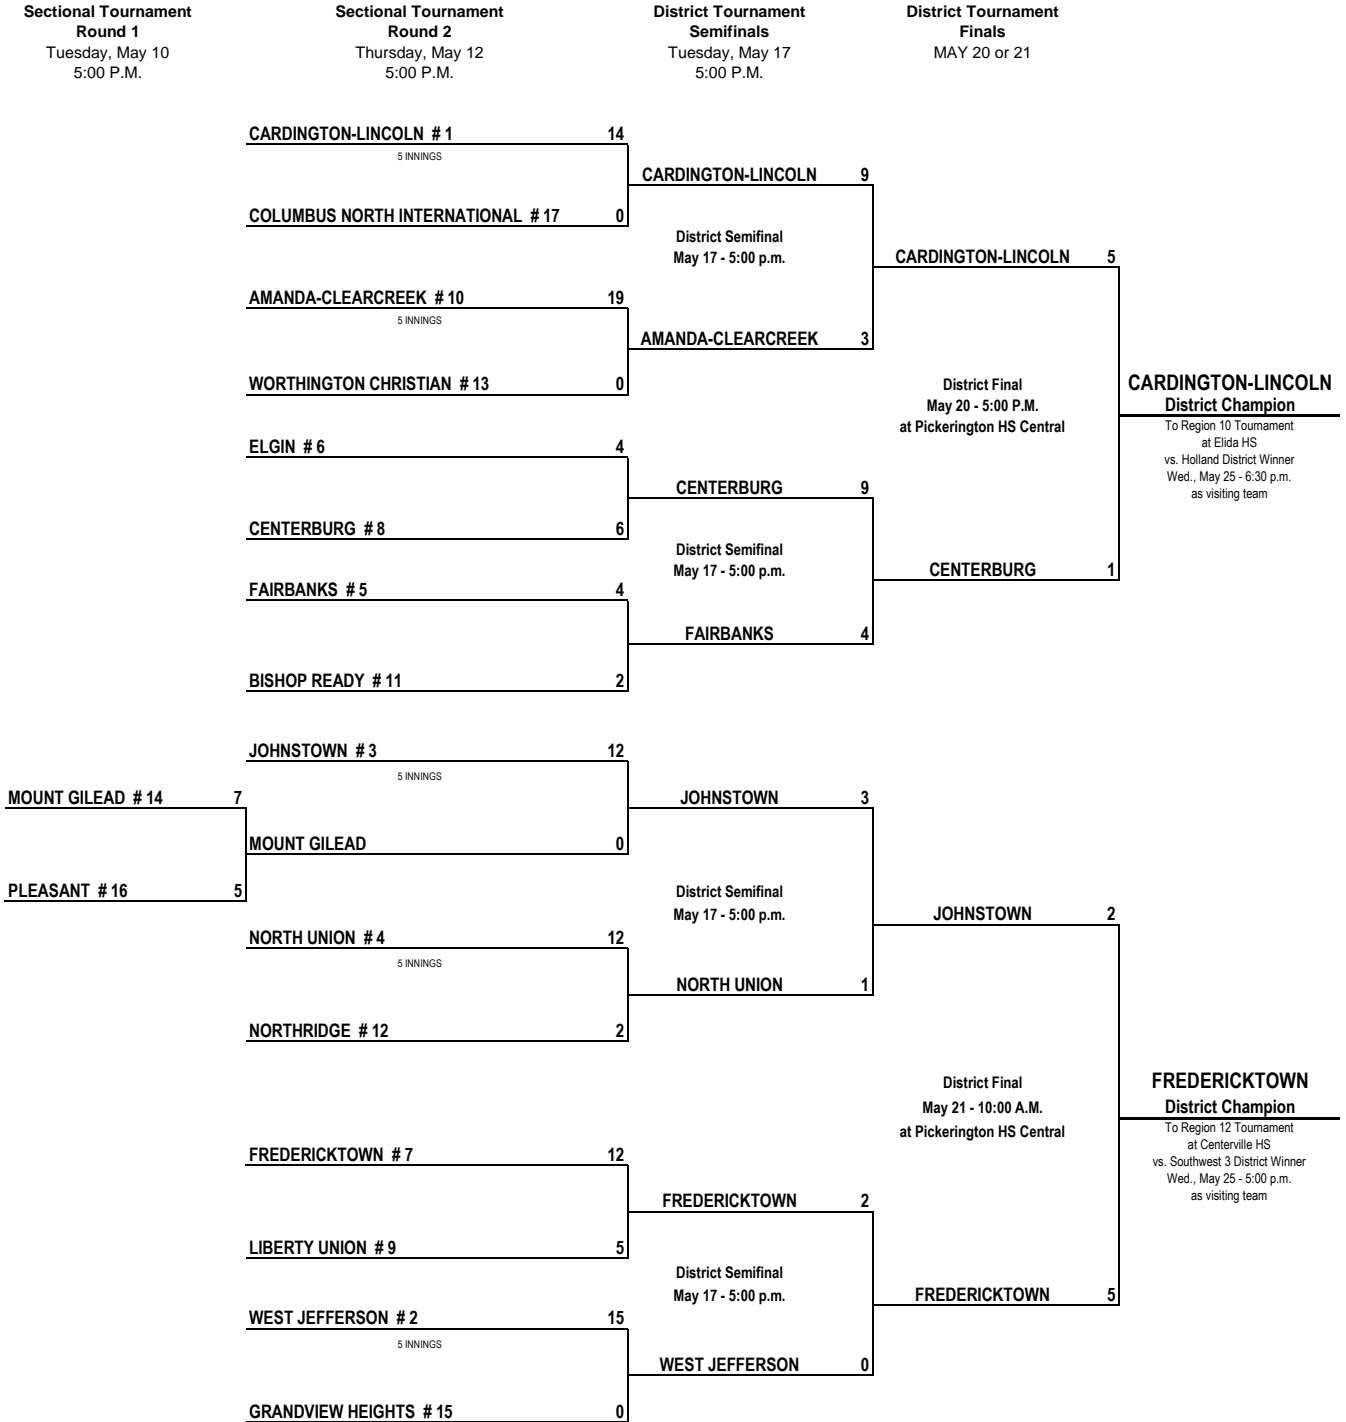 Sectional Tournament
Round 1
Tuesday, May 10
5:00 P.M.
Sectional Tournament
Round 2
Thursday, May 12
5:00 P.M.
District Tournament
Semifinals
Tuesday, May 17
5:00 P.M.
District Tournament
Finals
MAY 20 or 21
CARDINGTON-LINCOLN # 1 14
5 INNINGS
CARDINGTON-LINCOLN 9
COLUMBUS NORTH INTERNATIONAL # 17 0
District Semifinal
May 17 - 5:00 p.m.
CARDINGTON-LINCOLN 5
AMANDA-CLEARCREEK # 10 19
5 INNINGS
AMANDA-CLEARCREEK 3
WORTHINGTON CHRISTIAN # 13 0
District Final
May 20 - 5:00 P.M.
at Pickerington HS Central
CARDINGTON-LINCOLN
District Champion
To Region 10 Tournament
at Elida HS
vs. Holland District Winner
Wed., May 25 - 6:30 p.m.
as visiting team
ELGIN # 6 4
CENTERBURG 9
CENTERBURG # 8 6
District Semifinal
May 17 - 5:00 p.m.
CENTERBURG 1
FAIRBANKS # 5 4
FAIRBANKS 4
BISHOP READY # 11 2
JOHNSTOWN # 3 12
5 INNINGS
MOUNT GILEAD # 14 7
JOHNSTOWN 3
MOUNT GILEAD 0
PLEASANT # 16 5
District Semifinal
May 17 - 5:00 p.m.
JOHNSTOWN 2
NORTH UNION # 4 12
5 INNINGS
NORTH UNION 1
NORTHRIDGE # 12 2
District Final
May 21 - 10:00 A.M.
at Pickerington HS Central
FREDERICKTOWN
District Champion
To Region 12 Tournament
at Centerville HS
vs. Southwest 3 District Winner
Wed., May 25 - 5:00 p.m.
as visiting team
FREDERICKTOWN # 7 12
FREDERICKTOWN 2
LIBERTY UNION # 9 5
District Semifinal
May 17 - 5:00 p.m.
FREDERICKTOWN 5
WEST JEFFERSON # 2 15
5 INNINGS
WEST JEFFERSON 0
GRANDVIEW HEIGHTS # 15 0